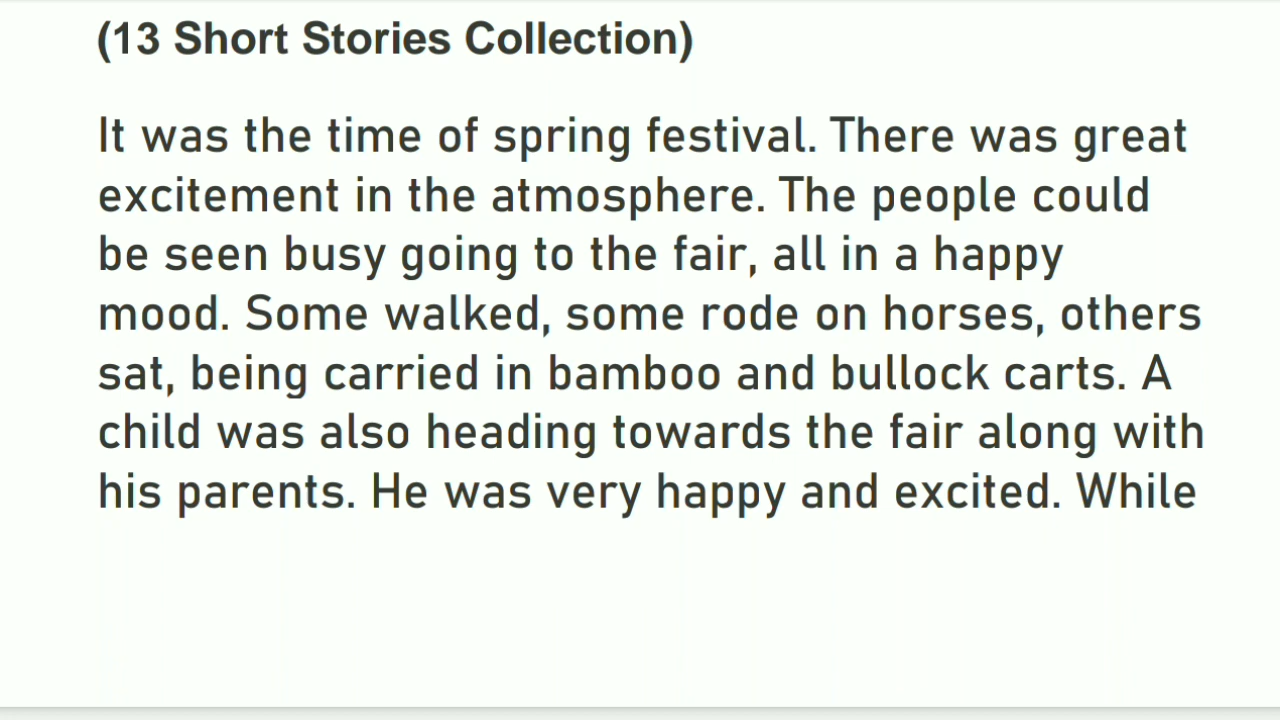 (13 Short Stories Collection)
It was the time of spring festival. There was great
excitement in the atmosphere. The people could
be seen busy going to the fair, all in a happy
mood. Some walked, some rode on horses, others
sat, being carried in bamboo and bullock carts. A
child was also heading towards the fair along with
his parents. He was very happy and excited. While